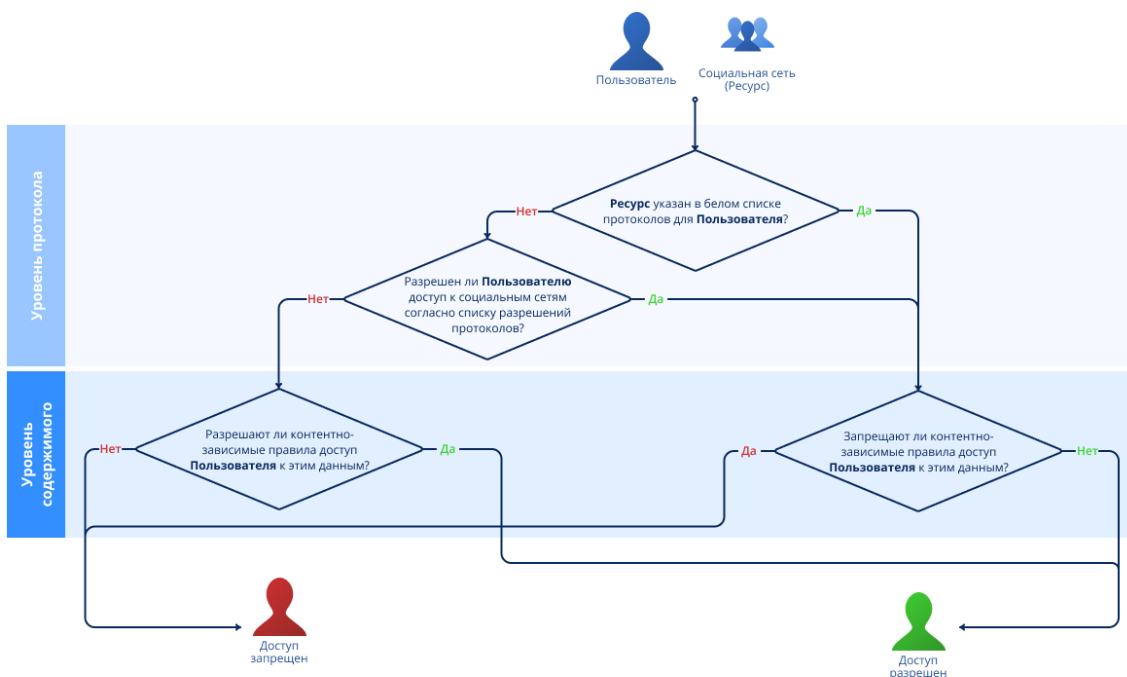 Пользователь
Социальная сеть
(Ресурс)
Уровень протокола
Ресурс указан в белом списке
протоколов для Пользователя?
Нет
Да
Разрешен ли Пользователю
доступ к социальным сетям
согласно списку разрешений
протоколов?
Нет
Да
Уровень
содержимого
Разрешают ли контентно-
зависимые правила доступ
Пользователя к этим данным?
Нет
Да
Запрещают ли контентно-
зависимые правила доступ
Пользователя к этим данным?
Да
Нет
Доступ
запрещен
Доступ
разрешен